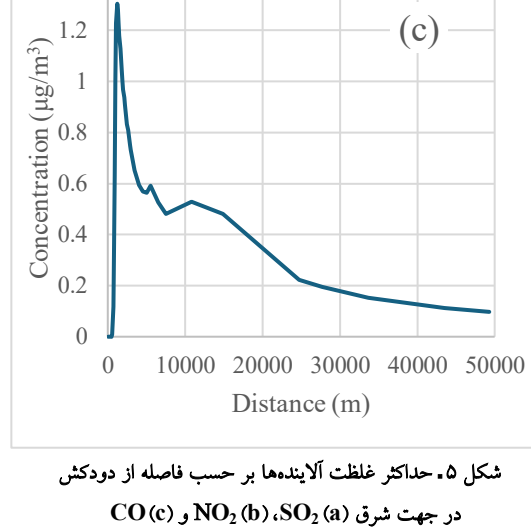 (c)
Concentration (µg/m³)
1.2
1
0.8
0.6
0.4
0.2
0
0 10000 20000 30000 40000 50000
Distance (m)
شکل ۵. حداکثر غلظت آلاینده‌ها بر حسب فاصله از دودکش
در جهت شرق SO₂ (a)، NO₂ (b) و CO (c)